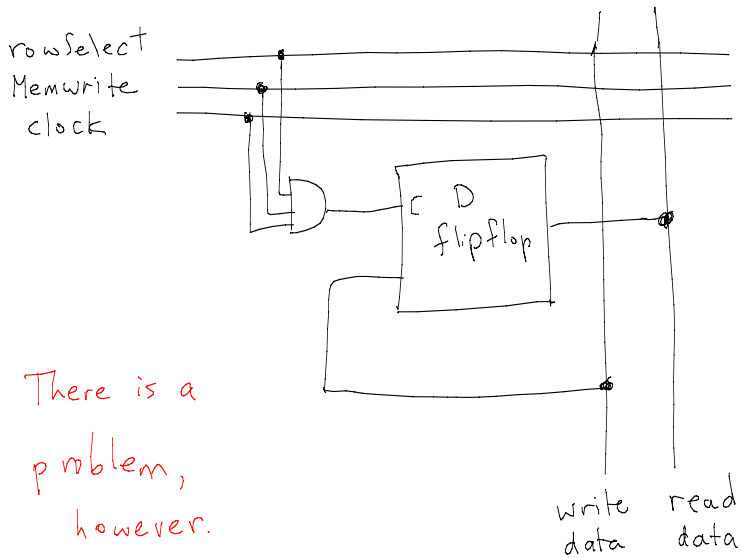 rowSelect
Memwrite
clock
C D
flipflop
There is a
problem,
however.
write
data
read
data